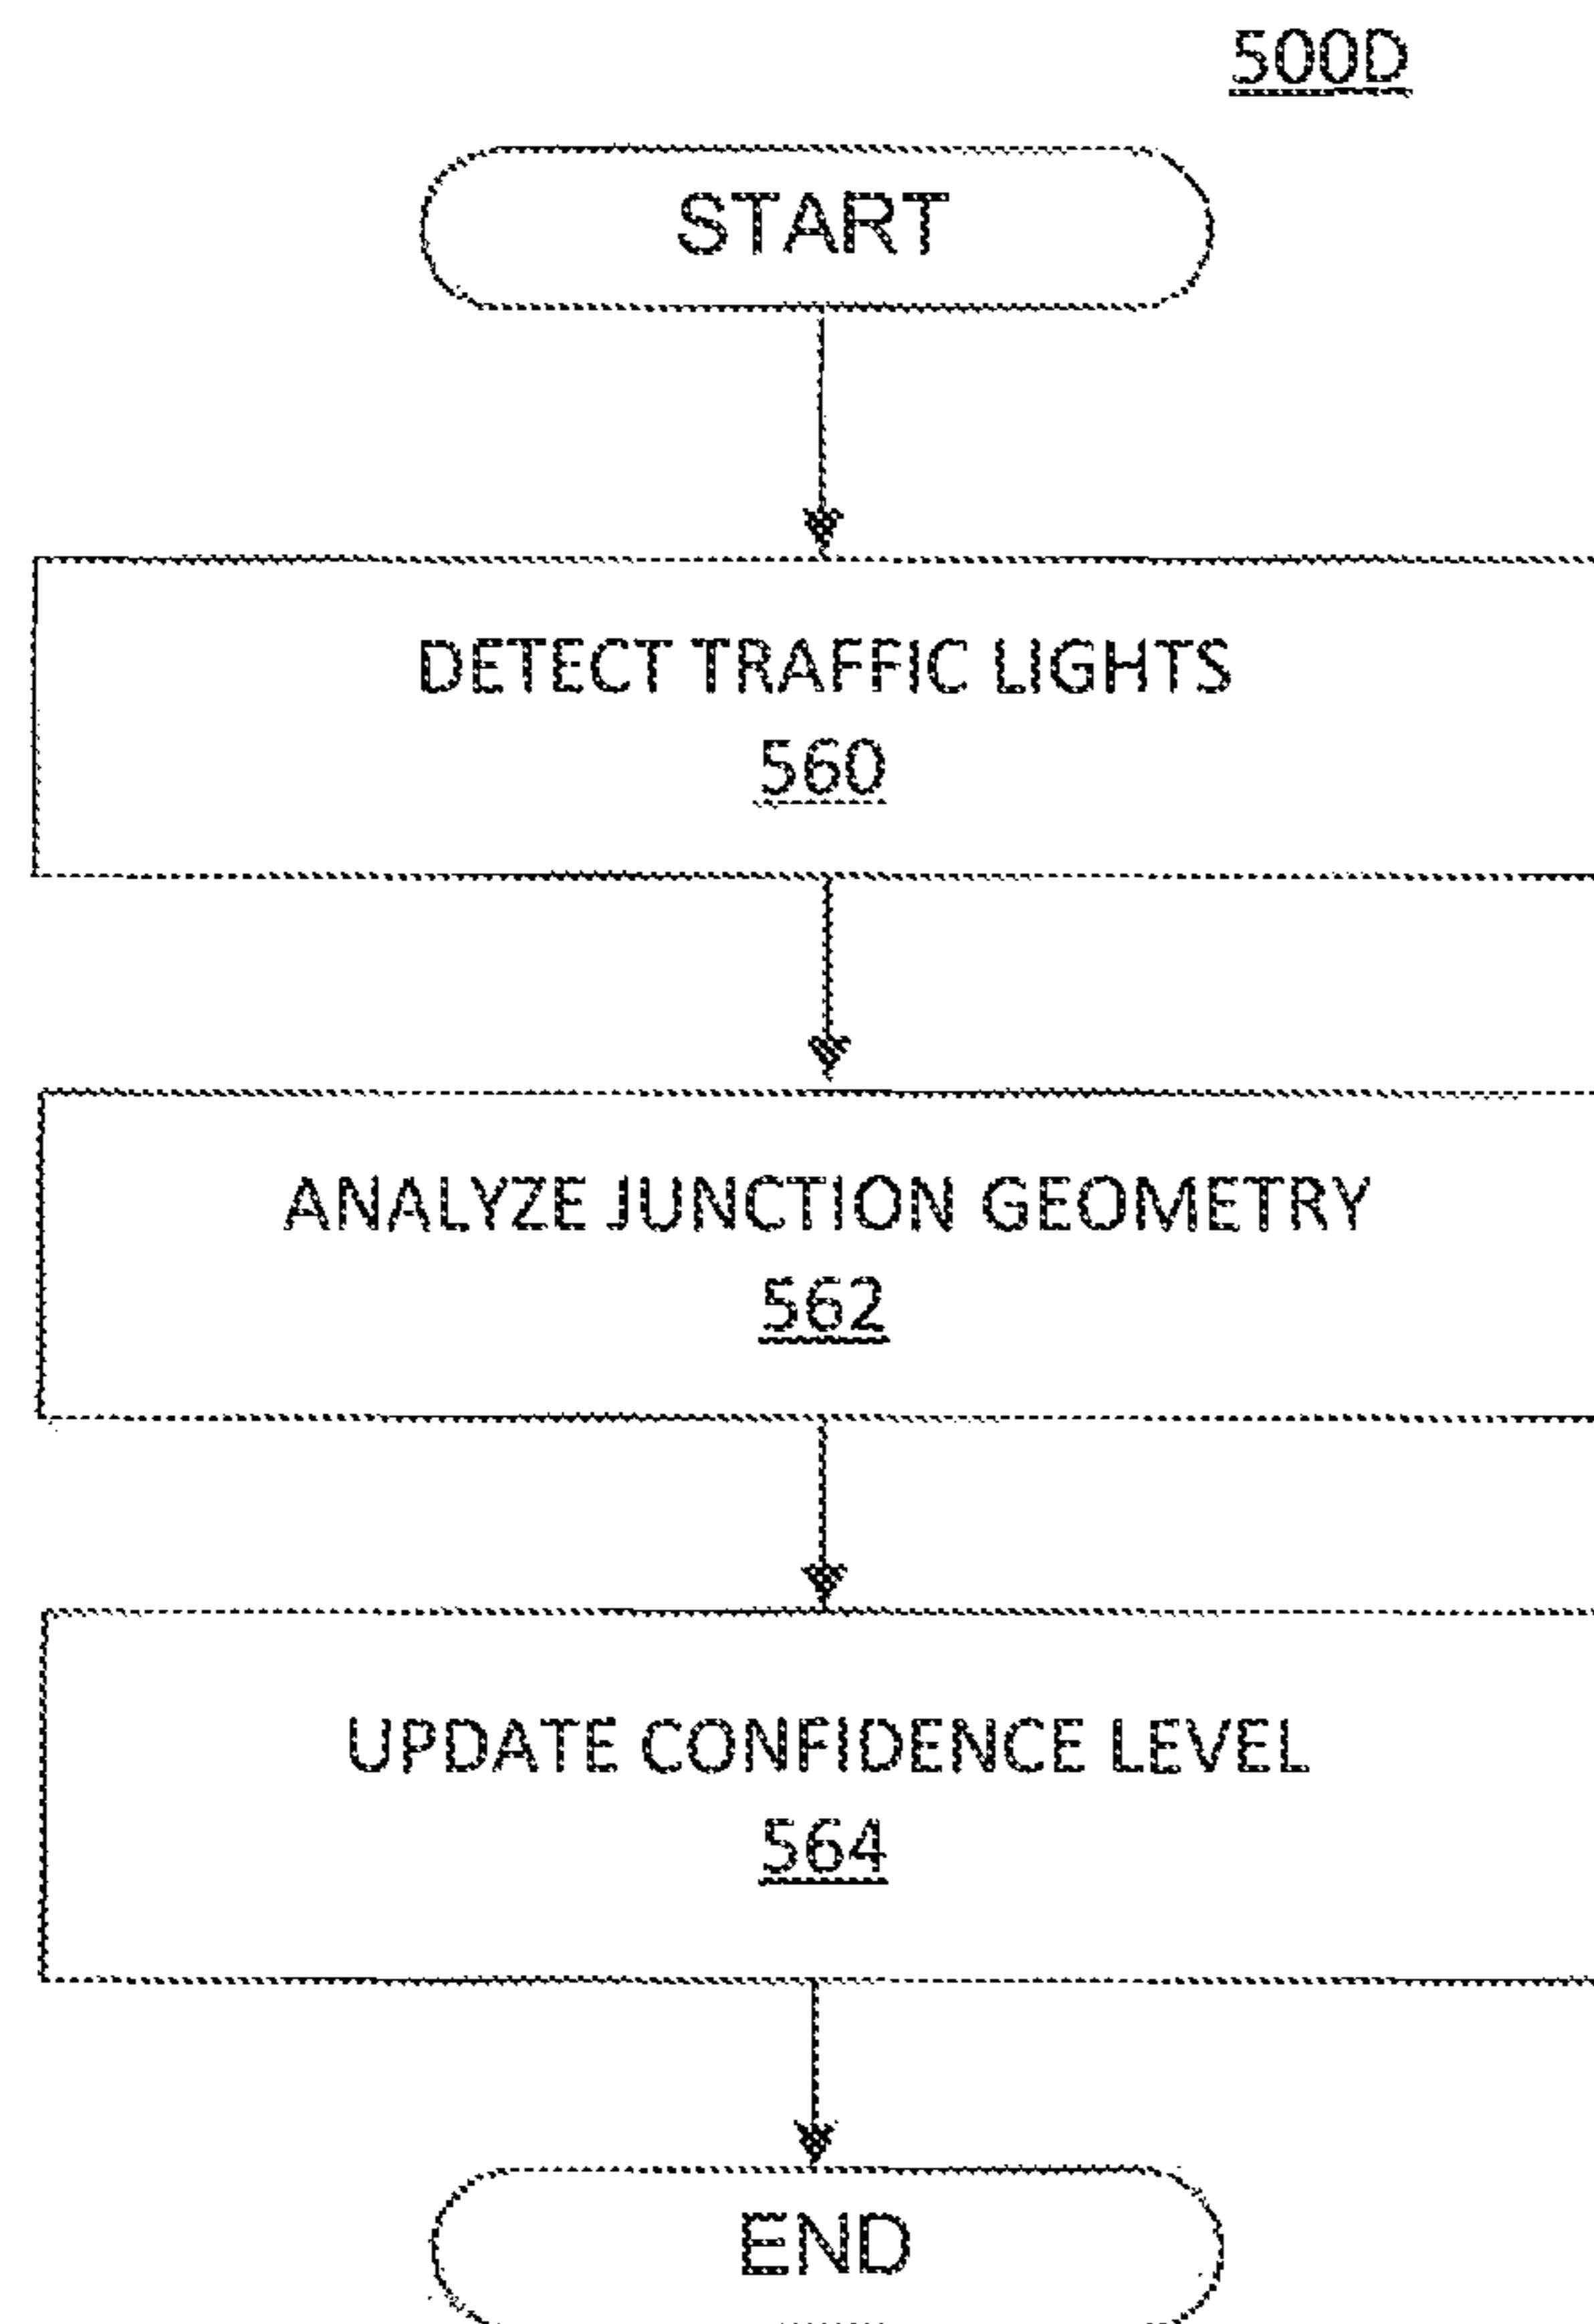 500D
START
DETECT TRAFFIC LIGHTS
560
ANALYZE JUNCTION GEOMETRY
562
UPDATE CONFIDENCE LEVEL
564
END